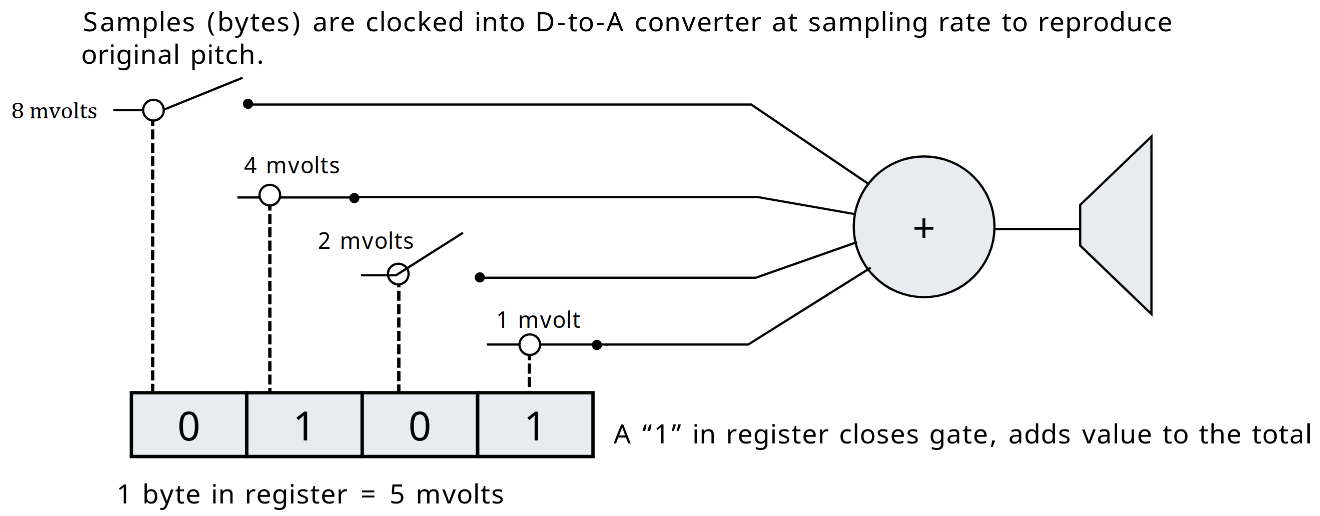 Samples (bytes) are clocked into D-to-A converter at sampling rate to reproduce
original pitch.
8 mvolts
4 mvolts
2 mvolts
+
1 mvolt
0 1 0 1
A “1” in register closes gate, adds value to the total
1 byte in register = 5 mvolts